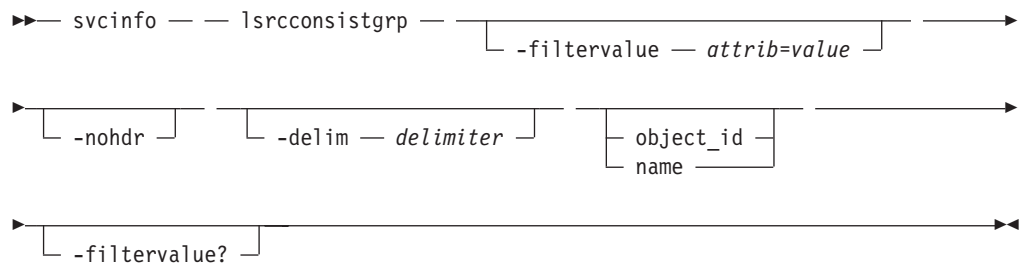 svcinfo lsrcconsistgrp
-filtervalue attrib=value
-nohdr -delim delimiter object_id
name
-filtervalue?